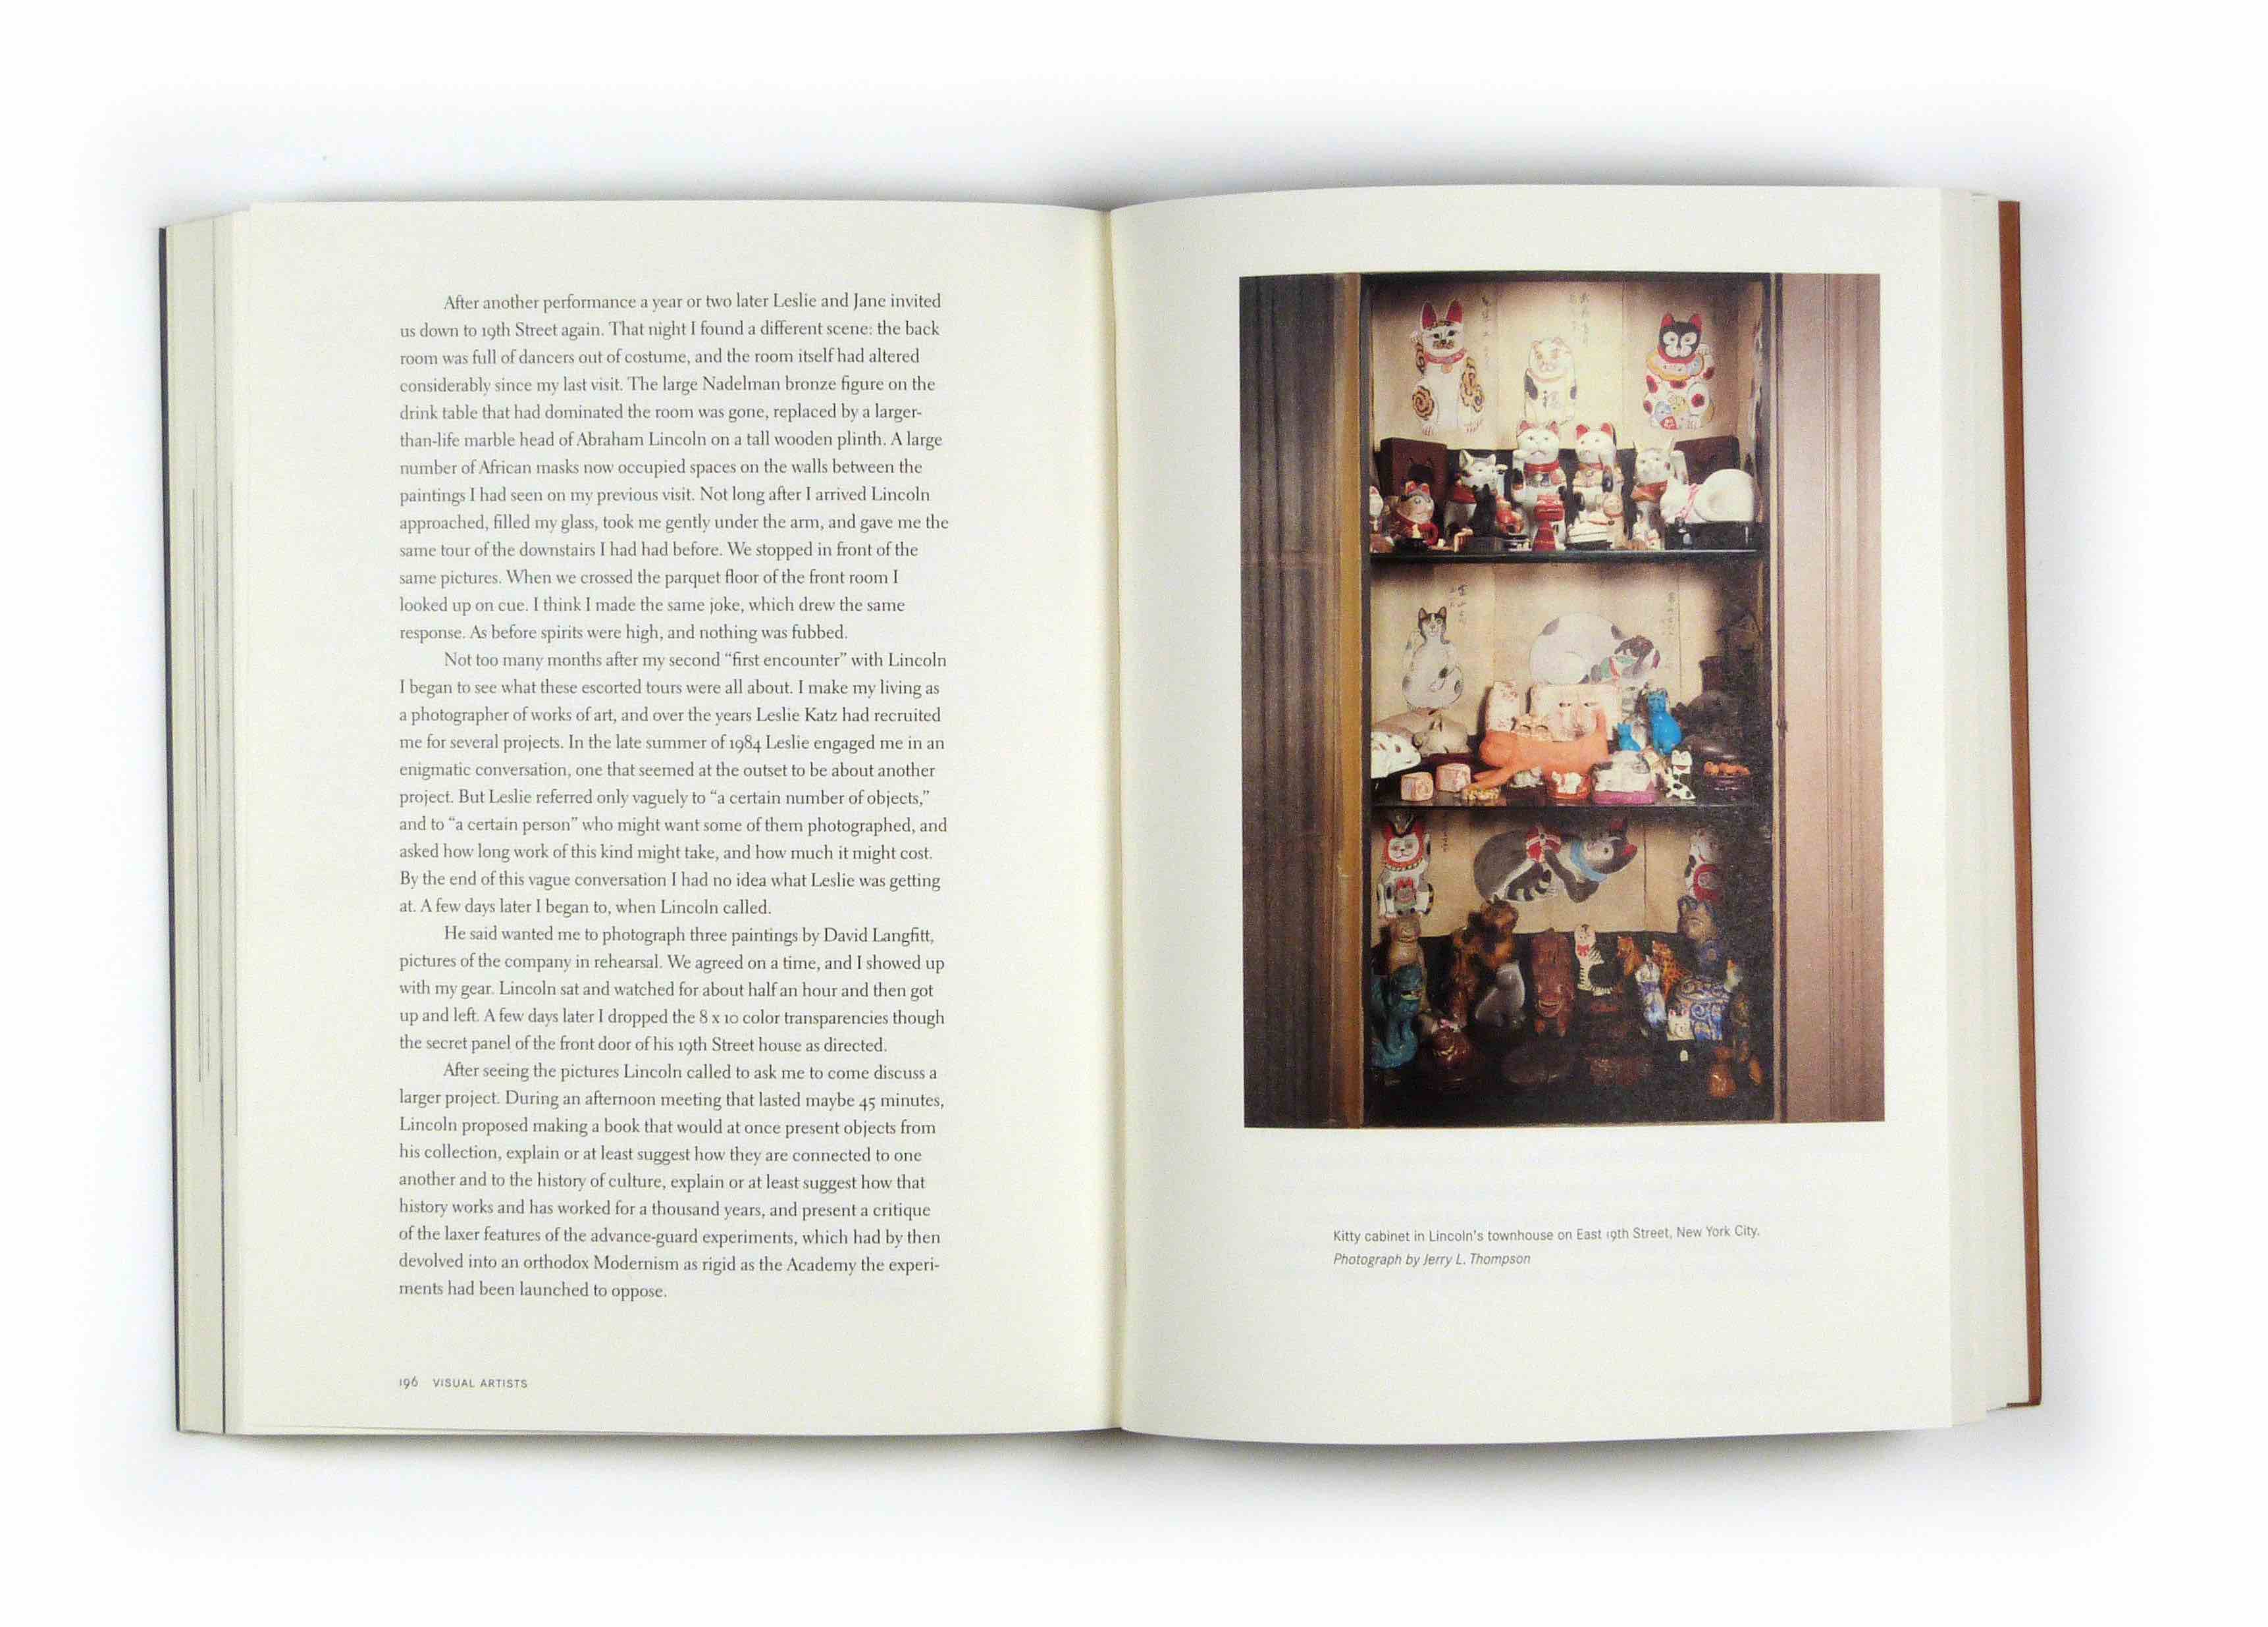 After another performance a year or two later Leslie and Jane invited
us down to 19th Street again. That night I found a different scene: the back
room was full of dancers out of costume, and the room itself had altered
considerably since my last visit. The large Nadelman bronze figure on the
drink table that had dominated the room was gone, replaced by a larger-
than-life marble head of Abraham Lincoln on a tall wooden plinth. A large
number of African masks now occupied spaces on the walls between the
paintings I had seen on my previous visit. Not long after I arrived Lincoln
approached, filled my glass, took me gently under the arm, and gave me the
same tour of the downstairs I had had before. We stopped in front of the
same pictures. When we crossed the parquet floor of the front room I
looked up on cue. I think I made the same joke, which drew the same
response. As before spirits were high, and nothing was fubbed.
Not too many months after my second “first encounter” with Lincoln
I began to see what these escorted tours were all about. I make my living as
a photographer of works of art, and over the years Leslie Katz had recruited
me for several projects. In the late summer of 1984 Leslie engaged me in an
enigmatic conversation, one that seemed at the outset to be about another
project. But Leslie referred only vaguely to “a certain number of objects,”
and to “a certain person” who might want some of them photographed, and
asked how long work of this kind might take, and how much it might cost.
By the end of this vague conversation I had no idea what Leslie was getting
at. A few days later I began to, when Lincoln called.
He said wanted me to photograph three paintings by David Langfitt,
pictures of the company in rehearsal. We agreed on a time, and I showed up
with my gear. Lincoln sat and watched for about half an hour and then got
up and left. A few days later I dropped the 8 x 10 color transparencies though
the secret panel of the front door of his 19th Street house as directed.
After seeing the pictures Lincoln called to ask me to come discuss a
larger project. During an afternoon meeting that lasted maybe 45 minutes,
Lincoln proposed making a book that would at once present objects from
his collection, explain or at least suggest how they are connected to one
another and to the history of culture, explain or at least suggest how that
history works and has worked for a thousand years, and present a critique
of the laxer features of the advance-guard experiments, which had by then
devolved into an orthodox Modernism as rigid as the Academy the experi-
ments had been launched to oppose.
196 VISUAL ARTISTS
Kitty cabinet in Lincoln's townhouse on East 19th Street, New York City.
Photograph by Jerry L. Thompson